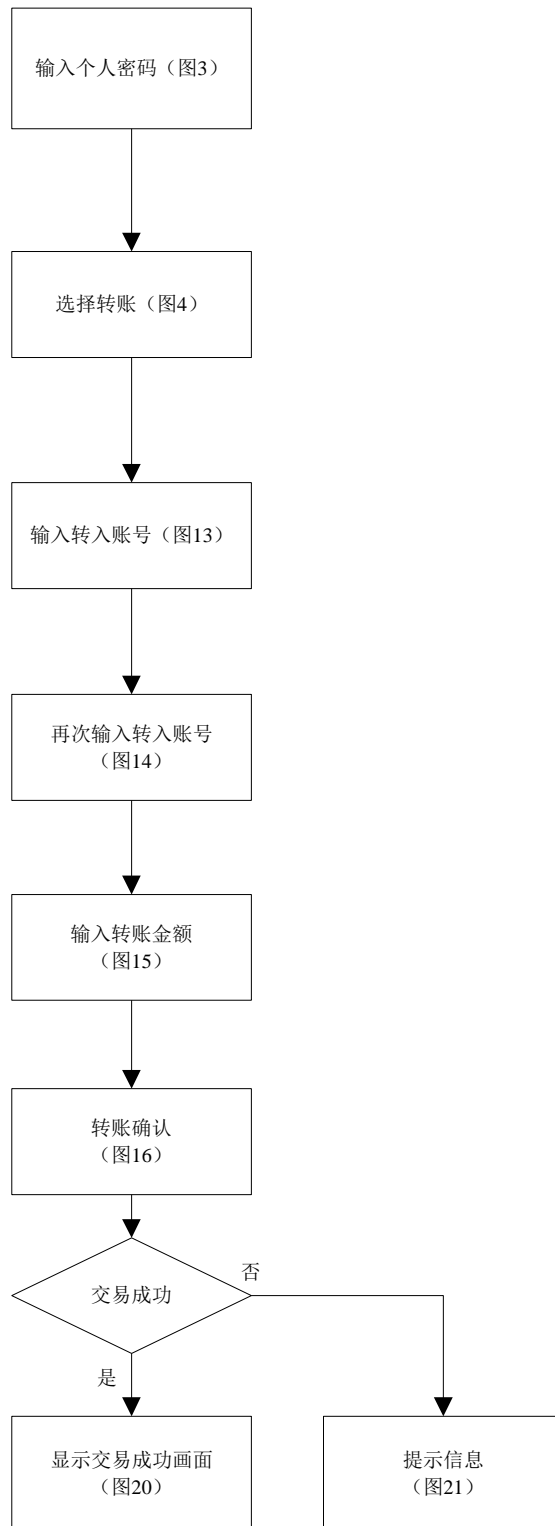 输入个人密码（图3）
选择转账（图4）
输入转入账号（图13）
再次输入转入账号
（图14）
输入转账金额
（图15）
转账确认
（图16）
交易成功
否
是
显示交易成功画面
（图20）
提示信息
（图21）